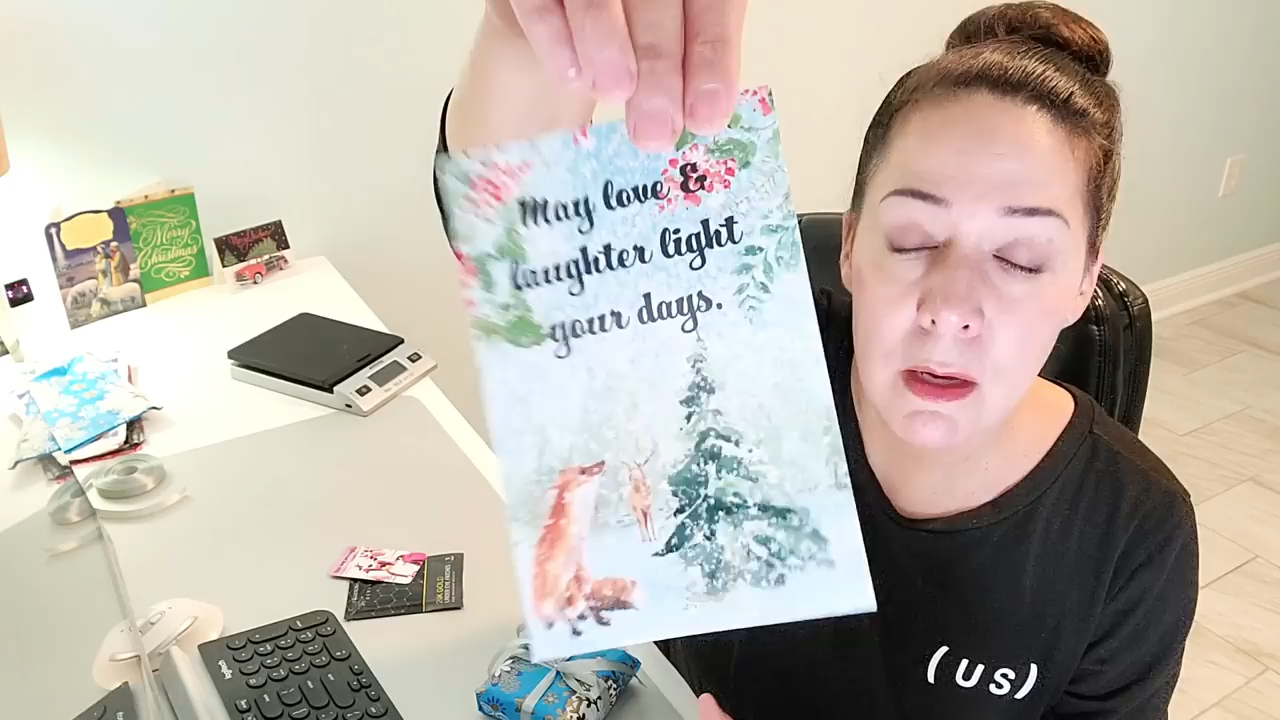 May love &
laughter light
your days.
Merry
Christmas
(US)